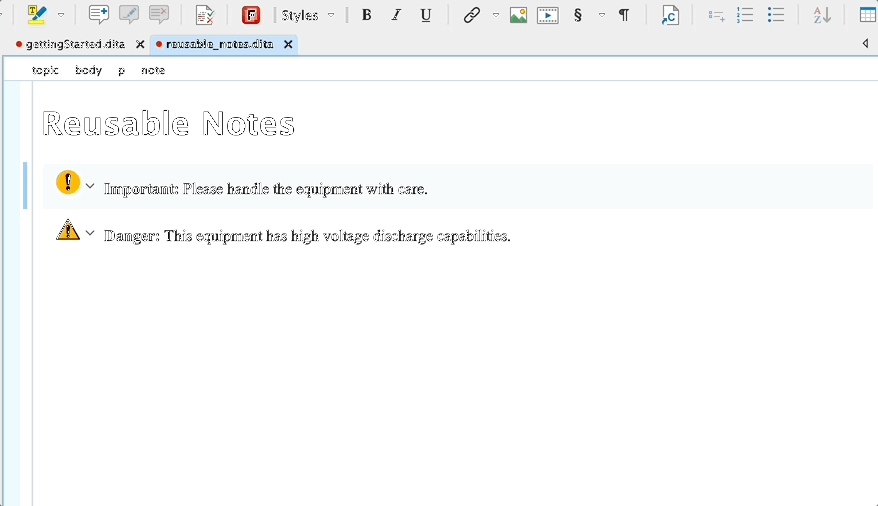 Styles
B I U § ¶
gettingStarted.dita reusable_notes.dita
topic body p note
Reusable Notes
Important: Please handle the equipment with care.
Danger: This equipment has high voltage discharge capabilities.